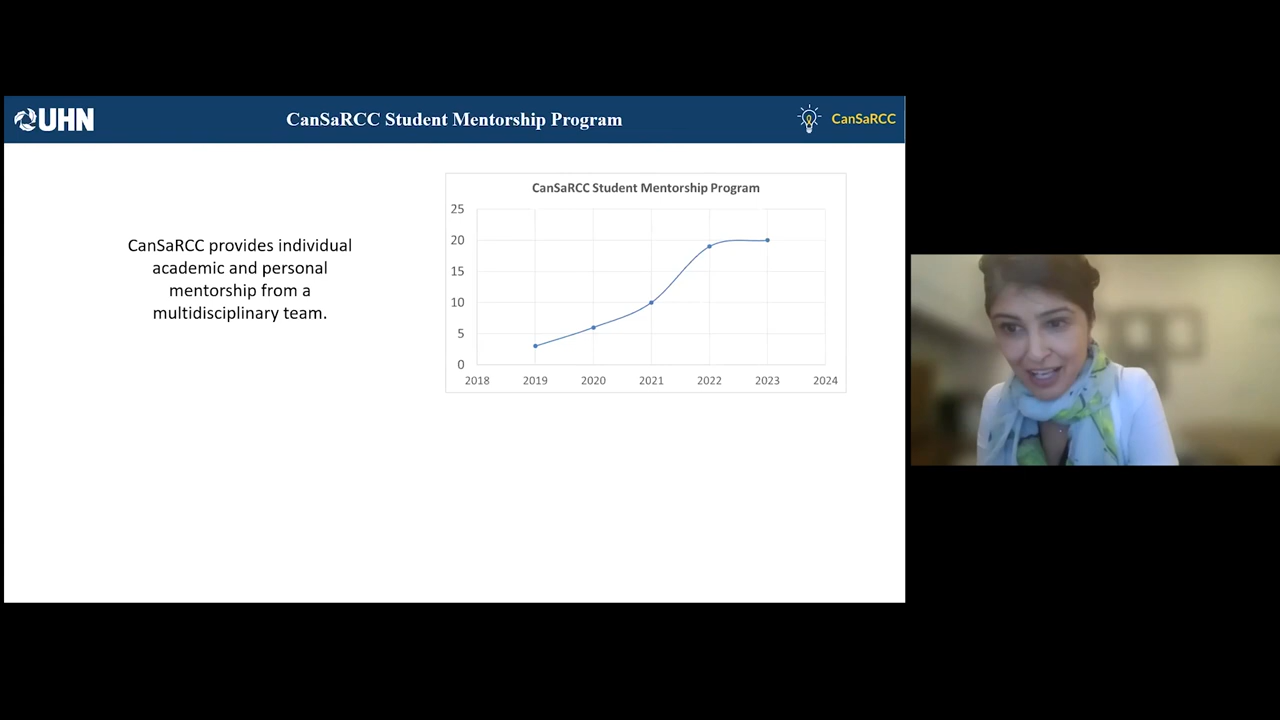 UHN
CanSaRCC Student Mentorship Program
CanSaRCC
CanSaRCC provides individual
academic and personal
mentorship from a
multidisciplinary team.
CanSaRCC Student Mentorship Program
25
20
15
10
5
0
2018 2019 2020 2021 2022 2023 2024